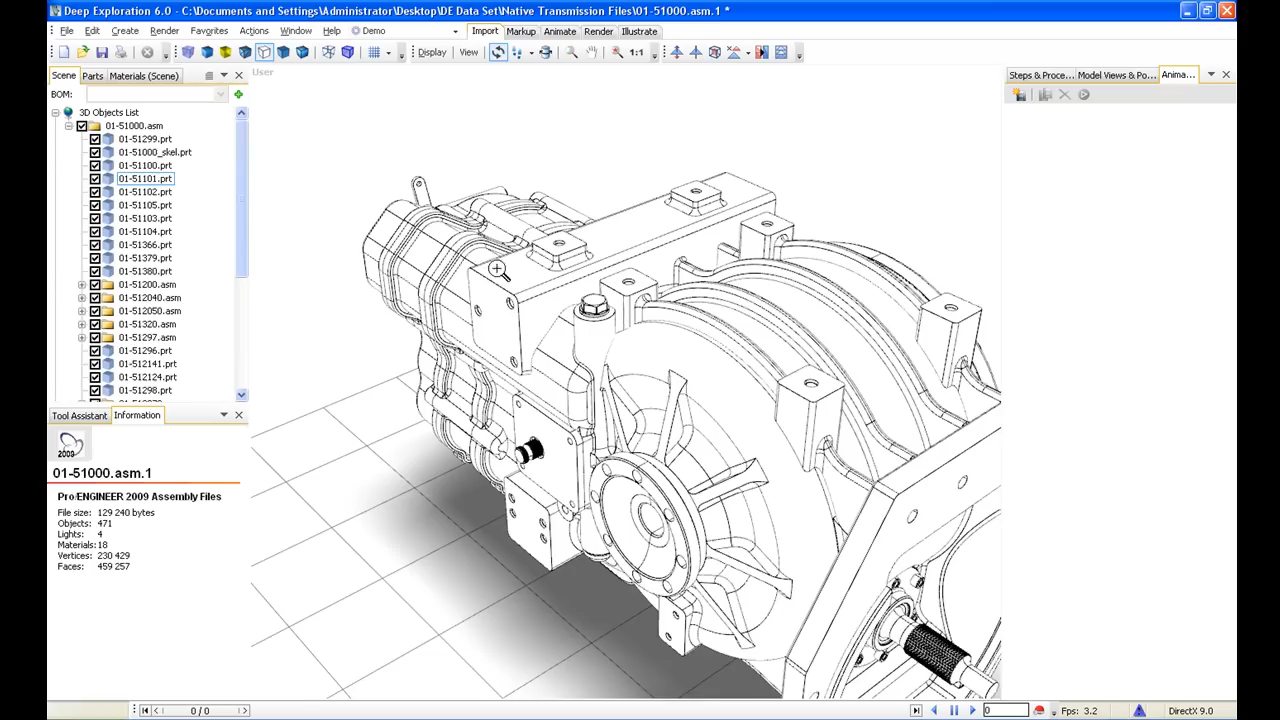 Deep Exploration 6.0 - C:\Documents and Settings\Administrator\Desktop\DE Data Set\Native Transmission Files\01-51000.asm.1 *
File Edit Create Render Favorites Actions Window Help Demo Import Markup Animate Render Illustrate
Display View 1:1
Scene Parts Materials (Scene)
User
Steps & Proce... Model Views & Po... Anima...
BOM:
3D Objects List
01-51000.asm
01-51299.prt
01-51000_skel.prt
01-51100.prt
01-51101.prt
01-51102.prt
01-51105.prt
01-51103.prt
01-51104.prt
01-51366.prt
01-51379.prt
01-51380.prt
01-51200.asm
01-512040.asm
01-512050.asm
01-51320.asm
01-51297.asm
01-51296.prt
01-512141.prt
01-512124.prt
01-51298.prt
Tool Assistant Information
2009
01-51000.asm.1
Pro/ENGINEER 2009 Assembly Files
File size: 129 240 bytes
Objects: 471
Lights: 4
Materials: 18
Vertices: 230 429
Faces: 459 257
0 / 0
0
Fps: 3.2
DirectX 9.0